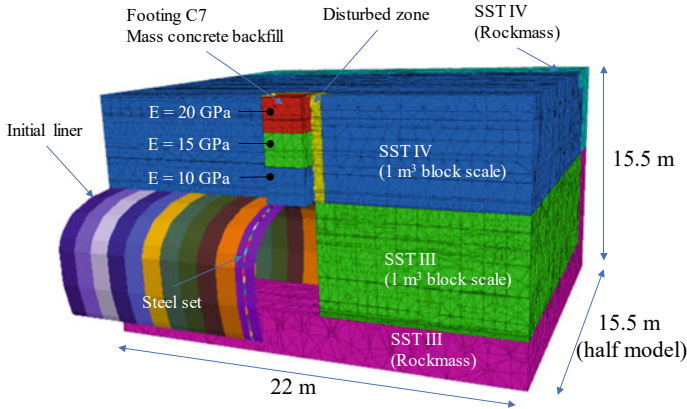 Footing C7
Mass concrete backfill
Disturbed zone
SST IV
(Rockmass)
E = 20 GPa
E = 15 GPa
E = 10 GPa
Initial liner
SST IV
(1 m³ block scale)
15.5 m
SST III
(1 m³ block scale)
Steel set
SST III
(Rockmass)
15.5 m
(half model)
22 m